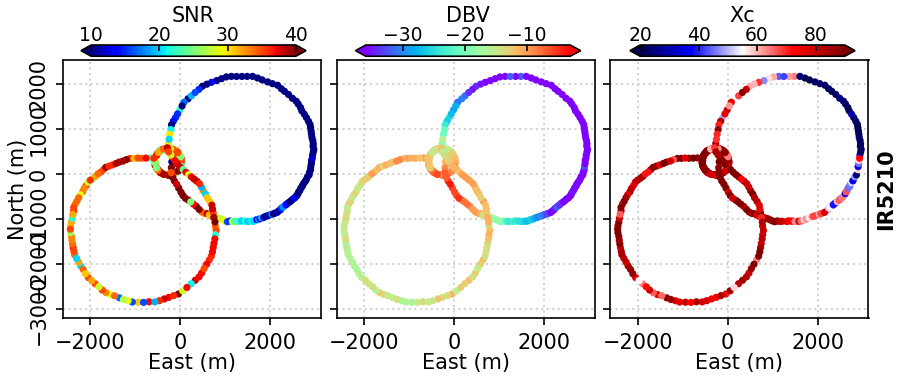 SNR DBV Xc
10 20 30 40 −30 −20 −10 20 40 60 80
2000
1000
0
−1000
−2000
−3000
North (m)
IR5210
−2000 0 2000 −2000 0 2000 −2000 0 2000
East (m) East (m) East (m)